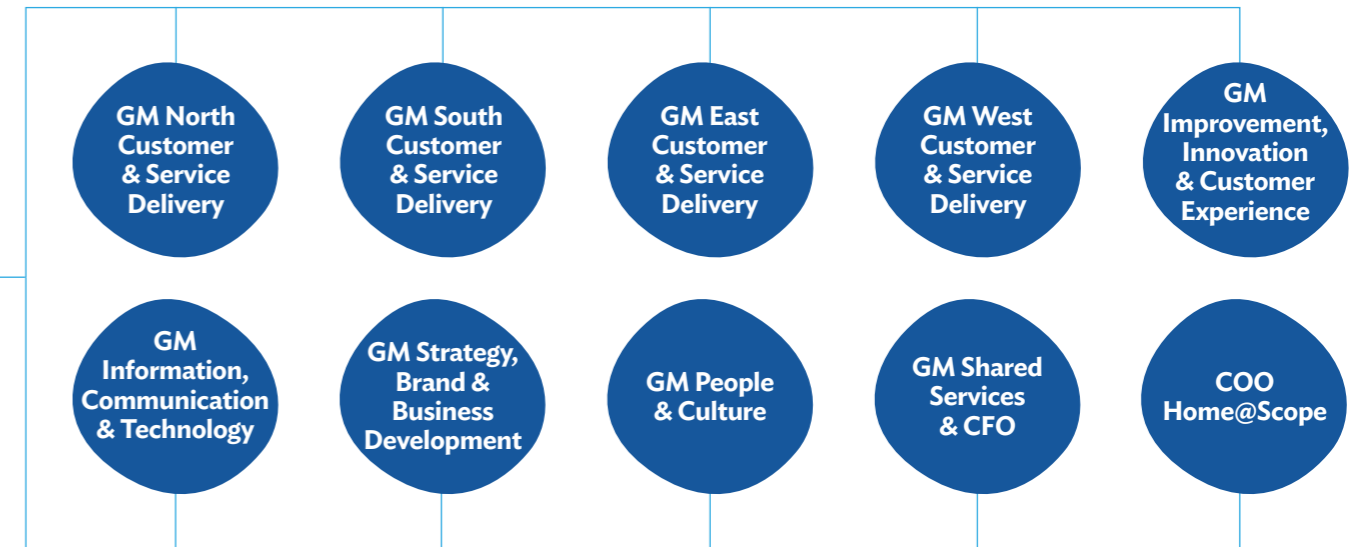 GM North
Customer
& Service
Delivery
GM South
Customer
& Service
Delivery
GM East
Customer
& Service
Delivery
GM West
Customer
& Service
Delivery
GM
Improvement,
Innovation
& Customer
Experience
GM
Information,
Communication
& Technology
GM Strategy,
Brand &
Business
Development
GM People
& Culture
GM Shared
Services
& CFO
COO
Home@Scope